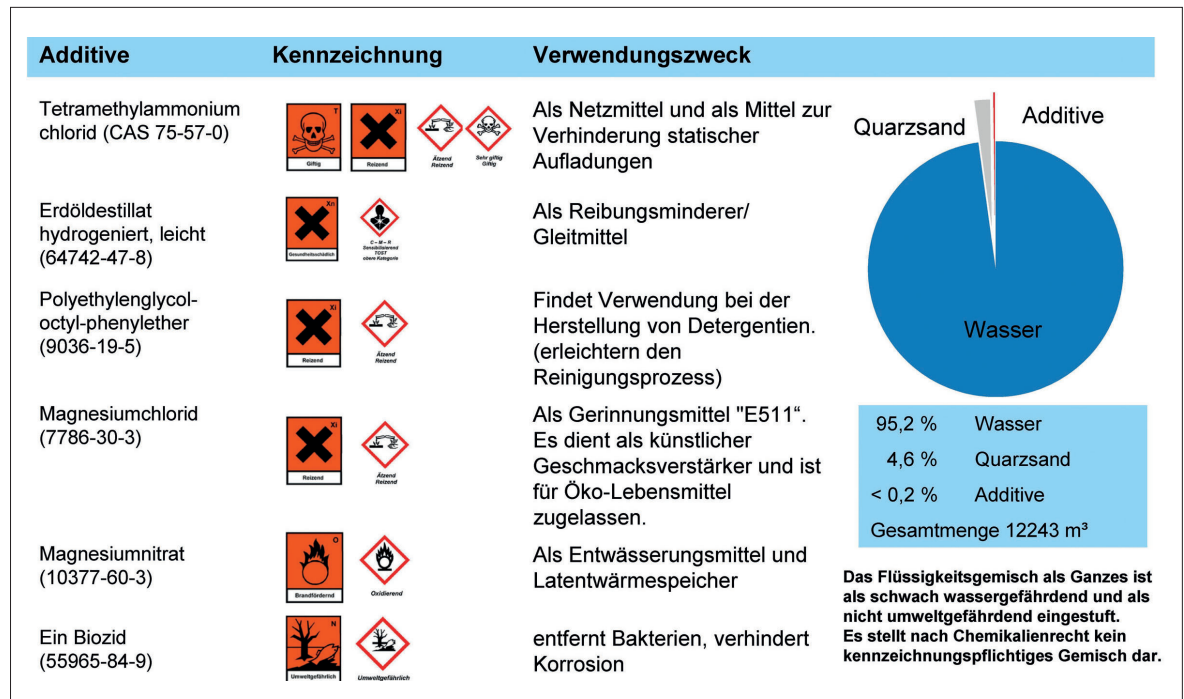 Additive Kennzeichnung Verwendungszweck
Tetramethylammonium
chlorid (CAS 75-57-0)
T
Giftig
Xi
Reizend
Ätzend
Reizend
Sehr giftig
Giftig
Als Netzmittel und als Mittel zur
Verhinderung statischer
Aufladungen
Erdöldestillat
hydrogeniert, leicht
(64742-47-8)
Xn
Gesundheitsschädlich
C – M – R
Sensibilisierend
TOST
obere Kategorie
Als Reibungsminderer/
Gleitmittel
Polyethylenglycol-
octyl-phenylether
(9036-19-5)
Xi
Reizend
Ätzend
Reizend
Findet Verwendung bei der
Herstellung von Detergentien.
(erleichtern den
Reinigungsprozess)
Magnesiumchlorid
(7786-30-3)
Xi
Reizend
Ätzend
Reizend
Als Gerinnungsmittel "E511“.
Es dient als künstlicher
Geschmacksverstärker und ist
für Öko-Lebensmittel
zugelassen.
Magnesiumnitrat
(10377-60-3)
O
Brandfördernd
Oxidierend
Als Entwässerungsmittel und
Latentwärmespeicher
Ein Biozid
(55965-84-9)
N
Umweltgefährlich
Umweltgefährlich
entfernt Bakterien, verhindert
Korrosion
Quarzsand
Additive
Wasser
95,2 % Wasser
4,6 % Quarzsand
< 0,2 % Additive
Gesamtmenge 12243 m³
Das Flüssigkeitsgemisch als Ganzes ist
als schwach wassergefährdend und als
nicht umweltgefährdend eingestuft.
Es stellt nach Chemikalienrecht kein
kennzeichnungspflichtiges Gemisch dar.